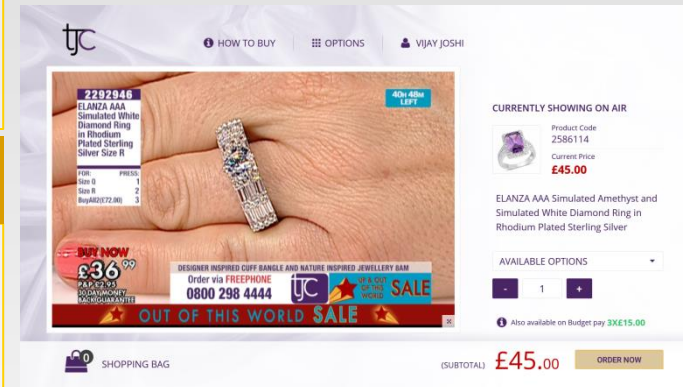 tjc
HOW TO BUY
OPTIONS
VIJAY JOSHI
2292946
ELANZA AAA
Simulated White
Diamond Ring
in Rhodium
Plated Sterling
Silver Size R
FOR: PRESS:
Size Q 1
Size R 2
BuyAll2(£72.00) 3
40H 48M
LEFT
BUY NOW
£36.99
P&P £2.95
30 DAY MONEY
BACK GUARANTEE
DESIGNER INSPIRED CUFF BANGLE AND NATURE INSPIRED JEWELLERY 8AM
Order via FREEPHONE
0800 298 4444
tjc
UP & OUT
OF THIS
WORLD
SALE
OUT OF THIS WORLD SALE
CURRENTLY SHOWING ON AIR
Product Code
2586114
Current Price
£45.00
ELANZA AAA Simulated Amethyst and
Simulated White Diamond Ring in
Rhodium Plated Sterling Silver
AVAILABLE OPTIONS
- 1 +
Also available on Budget pay 3X£15.00
0
SHOPPING BAG
(SUBTOTAL) £45.00
ORDER NOW